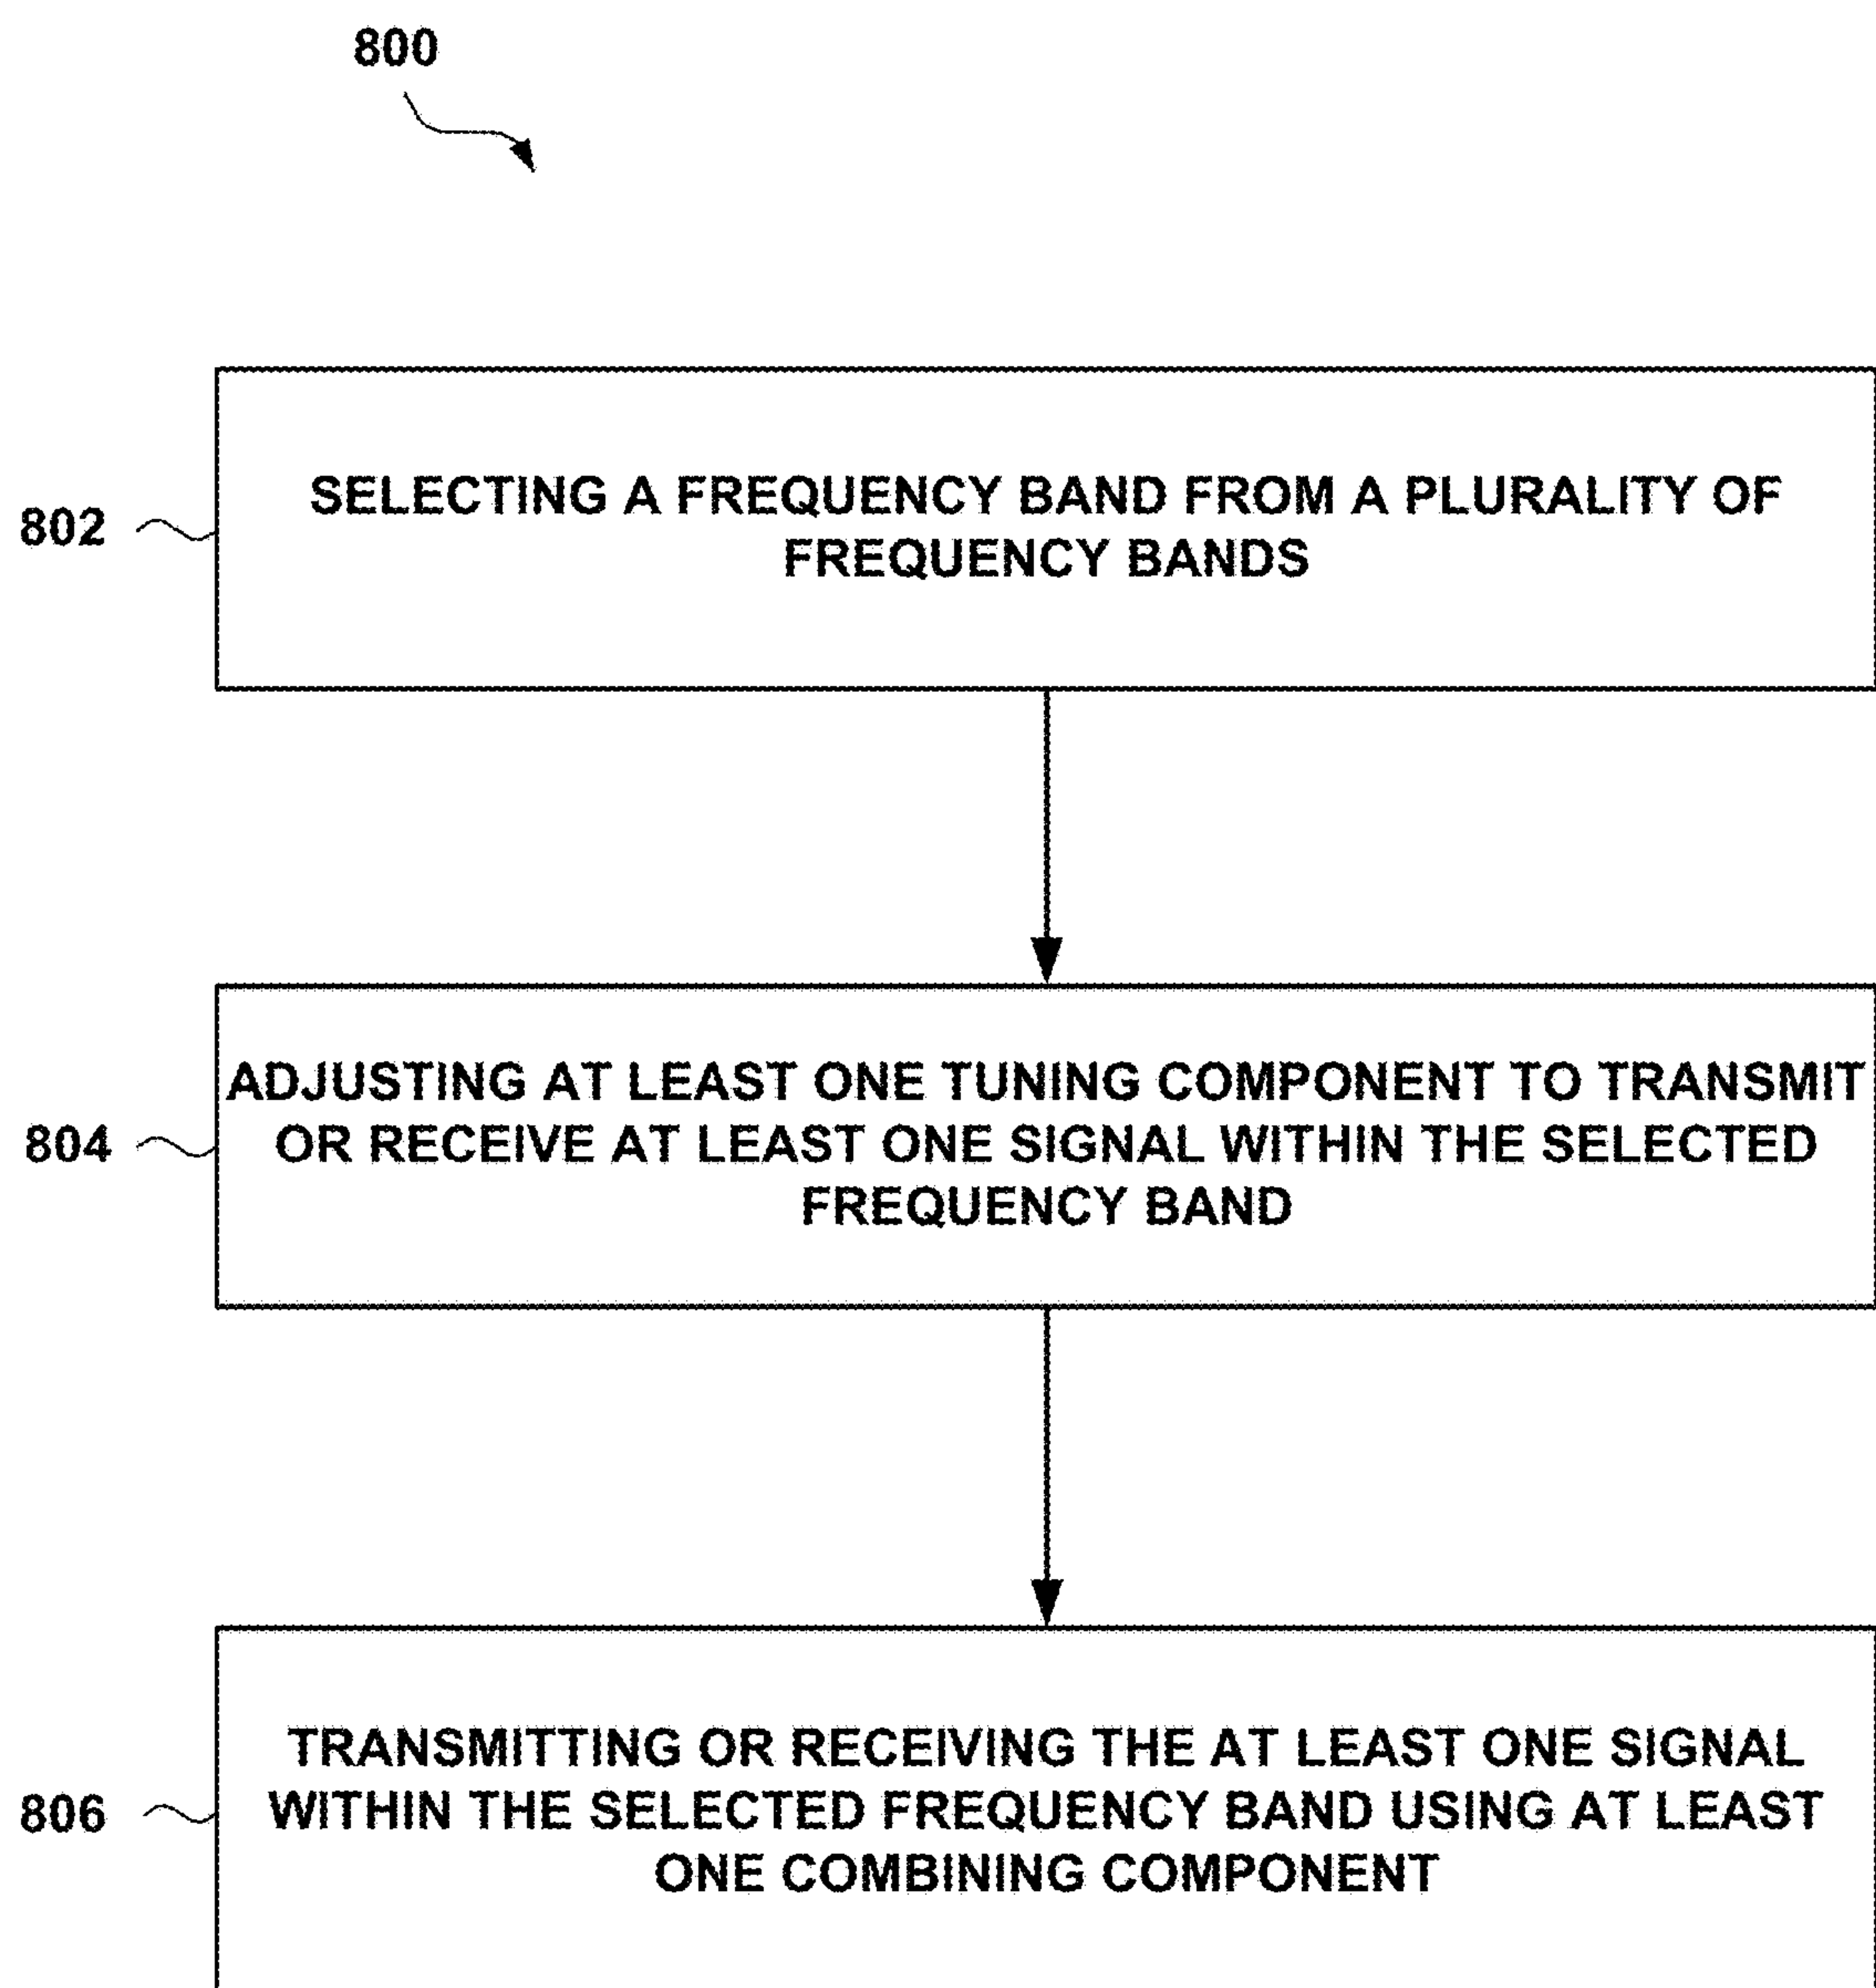 800
802
SELECTING A FREQUENCY BAND FROM A PLURALITY OF
FREQUENCY BANDS
804
ADJUSTING AT LEAST ONE TUNING COMPONENT TO TRANSMIT
OR RECEIVE AT LEAST ONE SIGNAL WITHIN THE SELECTED
FREQUENCY BAND
806
TRANSMITTING OR RECEIVING THE AT LEAST ONE SIGNAL
WITHIN THE SELECTED FREQUENCY BAND USING AT LEAST
ONE COMBINING COMPONENT